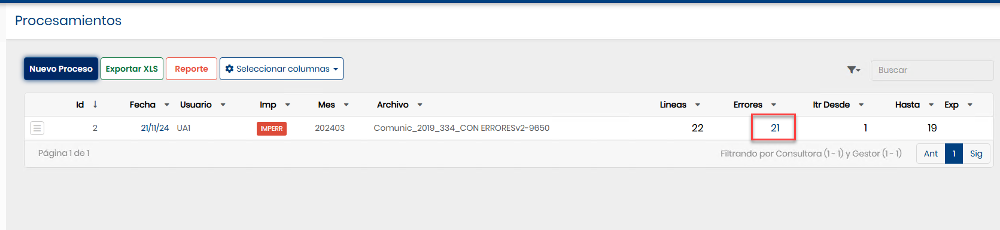 Procesamientos
Nuevo Proceso Exportar XLS Reporte Seleccionar columnas Buscar
Id Fecha Usuario Imp Mes Archivo Lineas Errores Itr Desde Hasta Exp
2 21/11/24 UA1 IMPERR 202403 Comunic_2019_334_CON ERRORESv2-9650 22 21 1 19
Página 1 de 1 Filtrando por Consultora (1 - 1) y Gestor (1 - 1) Ant 1 Sig